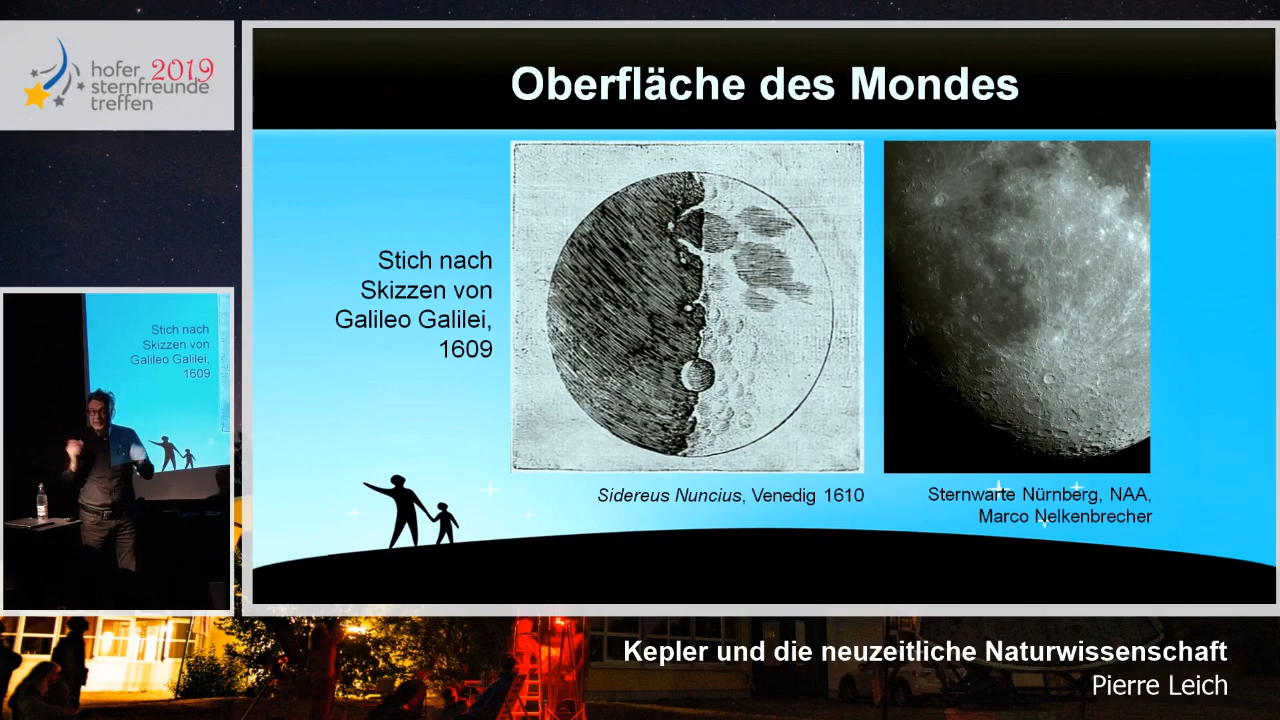 hofer 2019
sternfreunde
treffen
Oberfläche des Mondes
Stich nach
Skizzen von
Galileo Galilei,
1609
Sidereus Nuncius, Venedig 1610
Sternwarte Nürnberg, NAA,
Marco Nelkenbrecher
Stich nach
Skizzen von
Galileo Galilei,
1609
Kepler und die neuzeitliche Naturwissenschaft
Pierre Leich